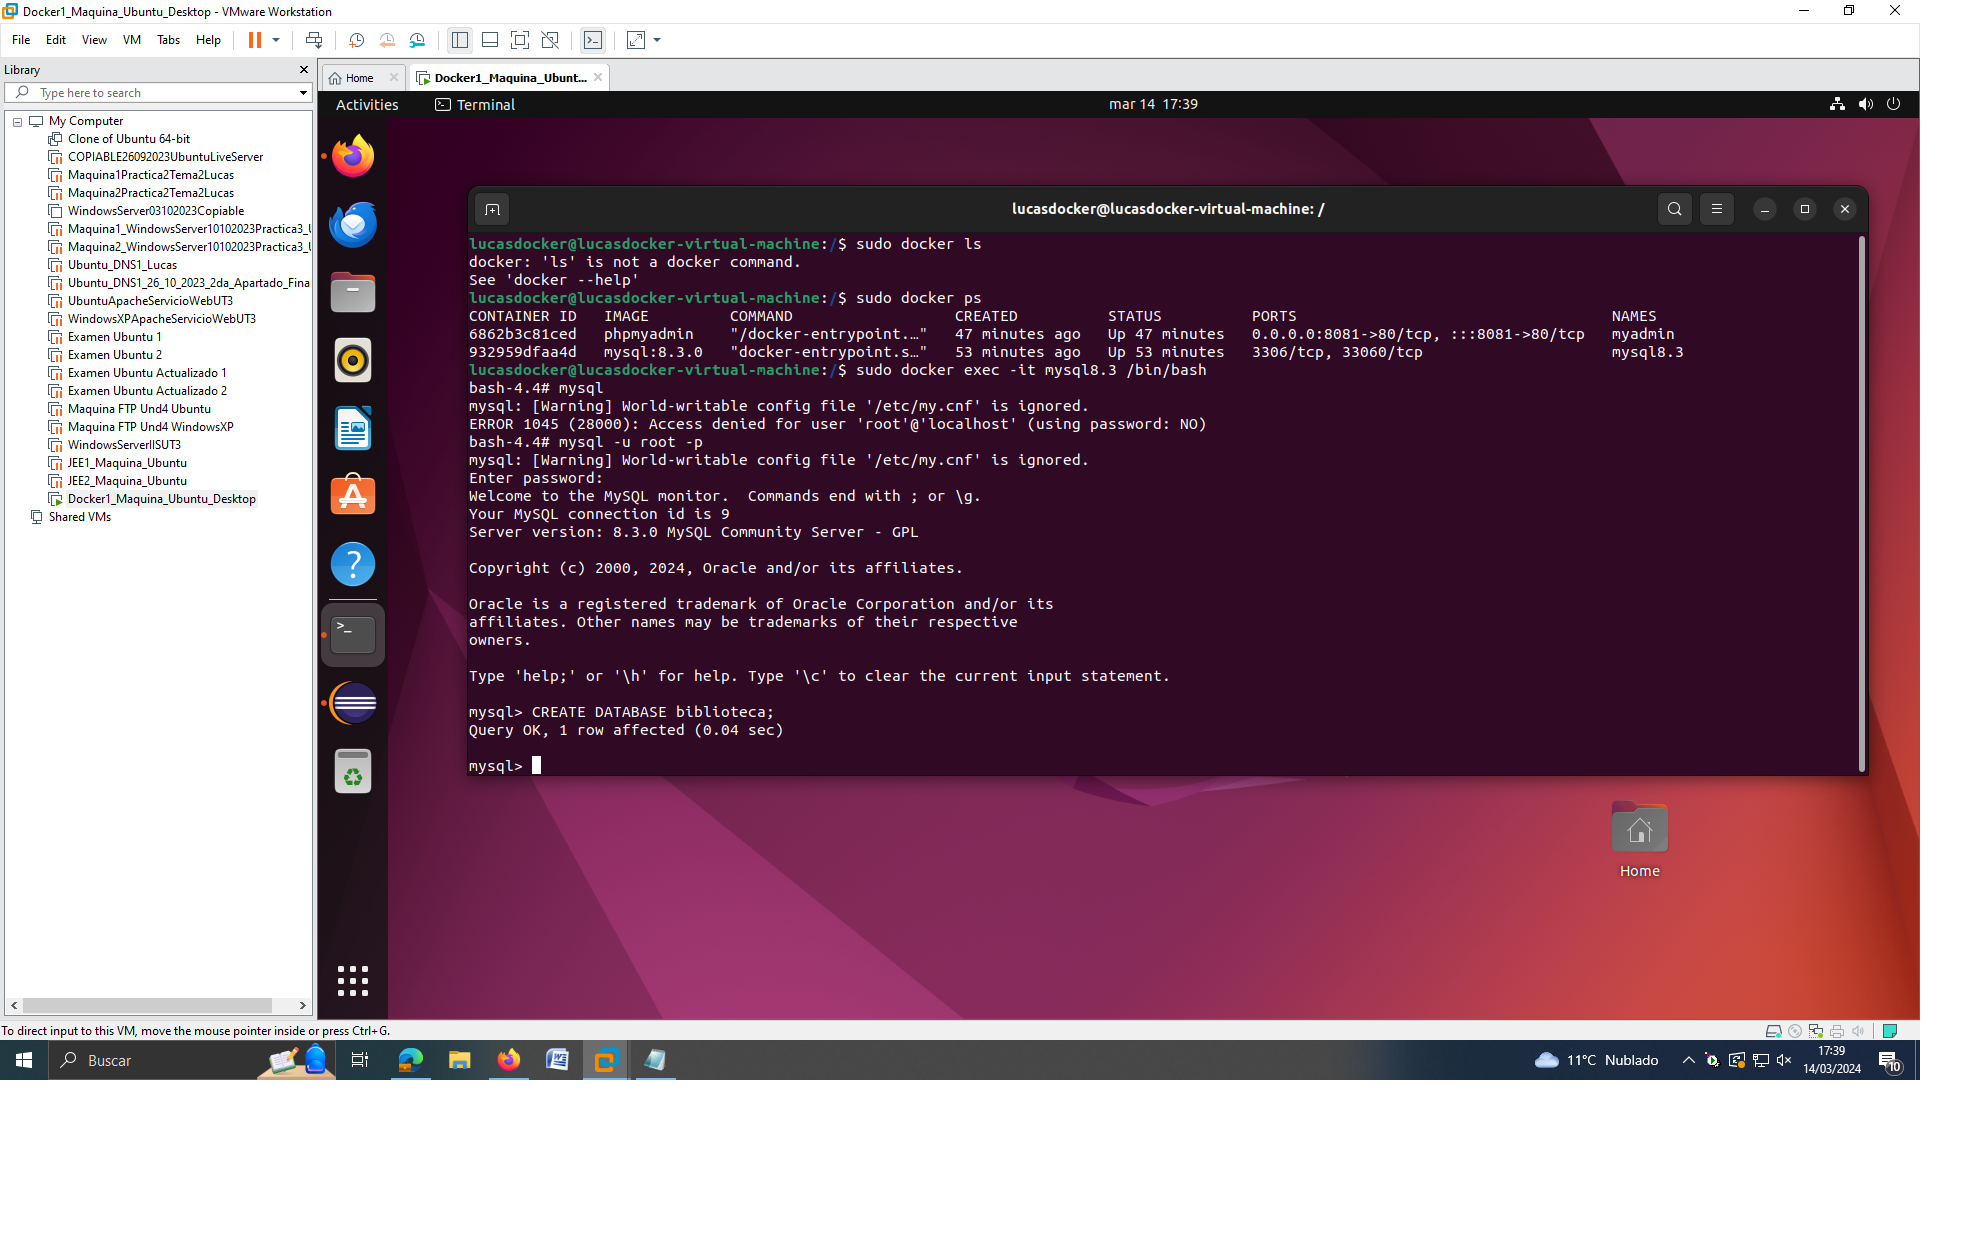 Docker1_Maquina_Ubuntu_Desktop - VMware Workstation
File Edit View VM Tabs Help
Library
Type here to search
My Computer
Clone of Ubuntu 64-bit
COPIABLE26092023UbuntuLiveServer
Maquina1Practica2Tema2Lucas
Maquina2Practica2Tema2Lucas
WindowsServer03102023Copiable
Maquina1_WindowsServer10102023Practica3_
Maquina2_WindowsServer10102023Practica3_
Ubuntu_DNS1_Lucas
Ubuntu_DNS1_26_10_2023_2da_Apartado_Fina
UbuntuApacheServicioWebUT3
WindowsXPApacheServicioWebUT3
Examen Ubuntu 1
Examen Ubuntu 2
Examen Ubuntu Actualizado 1
Examen Ubuntu Actualizado 2
Maquina FTP Und4 Ubuntu
Maquina FTP Und4 WindowsXP
WindowsServerIISUT3
JEE1_Maquina_Ubuntu
JEE2_Maquina_Ubuntu
Docker1_Maquina_Ubuntu_Desktop
Shared VMs
Home Docker1_Maquina_Ubunt...
Activities Terminal mar 14 17:39
lucasdocker@lucasdocker-virtual-machine: /
lucasdocker@lucasdocker-virtual-machine:/$ sudo docker ls
docker: 'ls' is not a docker command.
See 'docker --help'
lucasdocker@lucasdocker-virtual-machine:/$ sudo docker ps
CONTAINER ID IMAGE COMMAND CREATED STATUS PORTS NAMES
6862b3c81ced phpmyadmin "/docker-entrypoint.…" 47 minutes ago Up 47 minutes 0.0.0.0:8081->80/tcp, :::8081->80/tcp myadmin
932959dfaa4d mysql:8.3.0 "docker-entrypoint.s…" 53 minutes ago Up 53 minutes 3306/tcp, 33060/tcp mysql8.3
lucasdocker@lucasdocker-virtual-machine:/$ sudo docker exec -it mysql8.3 /bin/bash
bash-4.4# mysql
mysql: [Warning] World-writable config file '/etc/my.cnf' is ignored.
ERROR 1045 (28000): Access denied for user 'root'@'localhost' (using password: NO)
bash-4.4# mysql -u root -p
mysql: [Warning] World-writable config file '/etc/my.cnf' is ignored.
Enter password:
Welcome to the MySQL monitor. Commands end with ; or \g.
Your MySQL connection id is 9
Server version: 8.3.0 MySQL Community Server - GPL
Copyright (c) 2000, 2024, Oracle and/or its affiliates.
Oracle is a registered trademark of Oracle Corporation and/or its
affiliates. Other names may be trademarks of their respective
owners.
Type 'help;' or '\h' for help. Type '\c' to clear the current input statement.
mysql> CREATE DATABASE biblioteca;
Query OK, 1 row affected (0.04 sec)
mysql>
Home
To direct input to this VM, move the mouse pointer inside or press Ctrl+G.
Buscar
11°C Nublado
17:39
14/03/2024
10